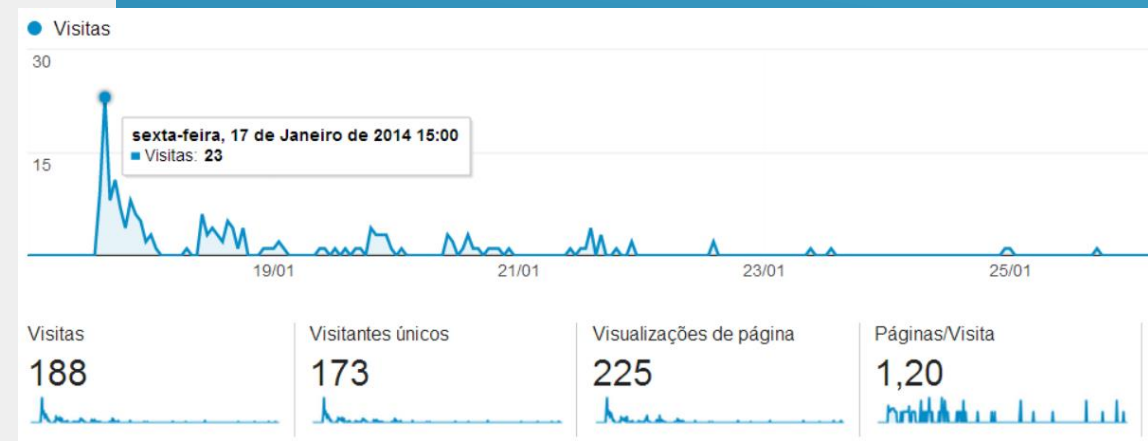 Visitas
30
sexta-feira, 17 de Janeiro de 2014 15:00
Visitas: 23
15
19/01 21/01 23/01 25/01
Visitas Visitantes únicos Visualizações de página Páginas/Visita
188 173 225 1,20